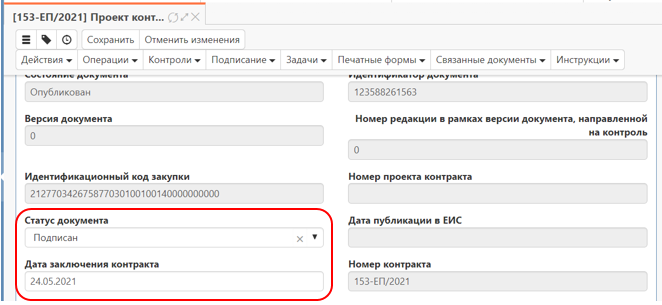 [153-ЕП/2021] Проект конт...
Сохранить Отменить изменения
Действия Операции Контроли Подписание Задачи Печатные формы Связанные документы Инструкции
Состояние документа Идентификатор документа
Опубликован 123588261563
Версия документа Номер редакции в рамках версии документа, направленной
на контроль
0
0
Идентификационный код закупки Номер проекта контракта
212770342675877030100100140000000000
Статус документа Дата публикации в ЕИС
Подписан
Дата заключения контракта Номер контракта
24.05.2021 153-ЕП/2021